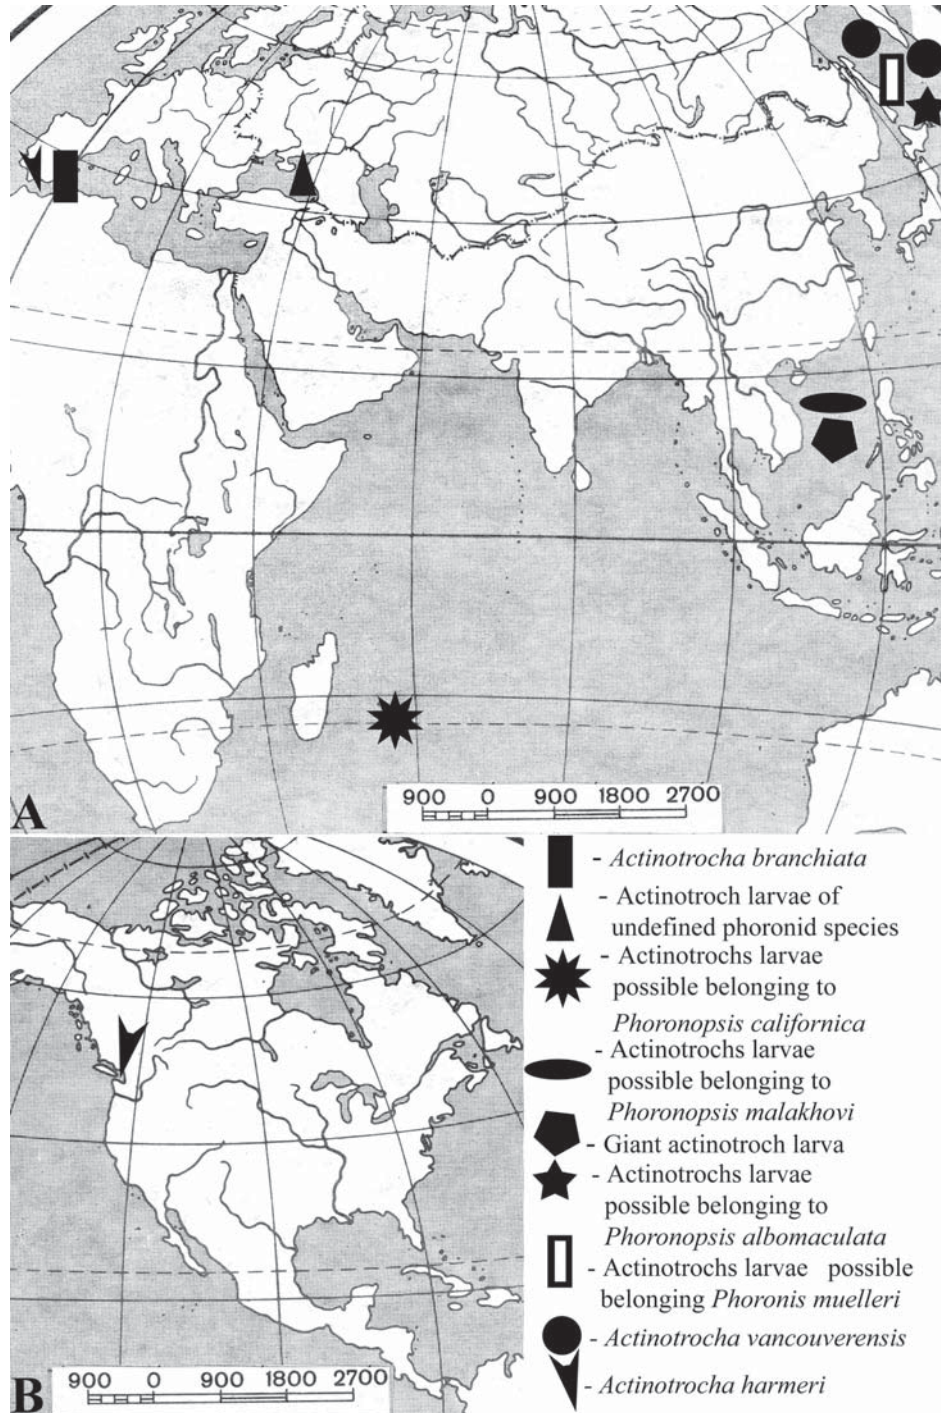 A
900 0 900 1800 2700
B
900 0 900 1800 2700
- Actinotrocha branchiata
- Actinotroch larvae of
undefined phoronid species
- Actinotrochs larvae
possible belonging to
Phoronopsis californica
- Actinotrochs larvae
possible belonging to
Phoronopsis malakhovi
- Giant actinotroch larva
- Actinotrochs larvae
possible belonging to
Phoronopsis albomaculata
- Actinotrochs larvae possible
belonging Phoronis muelleri
- Actinotrocha vancouverensis
- Actinotrocha harmeri